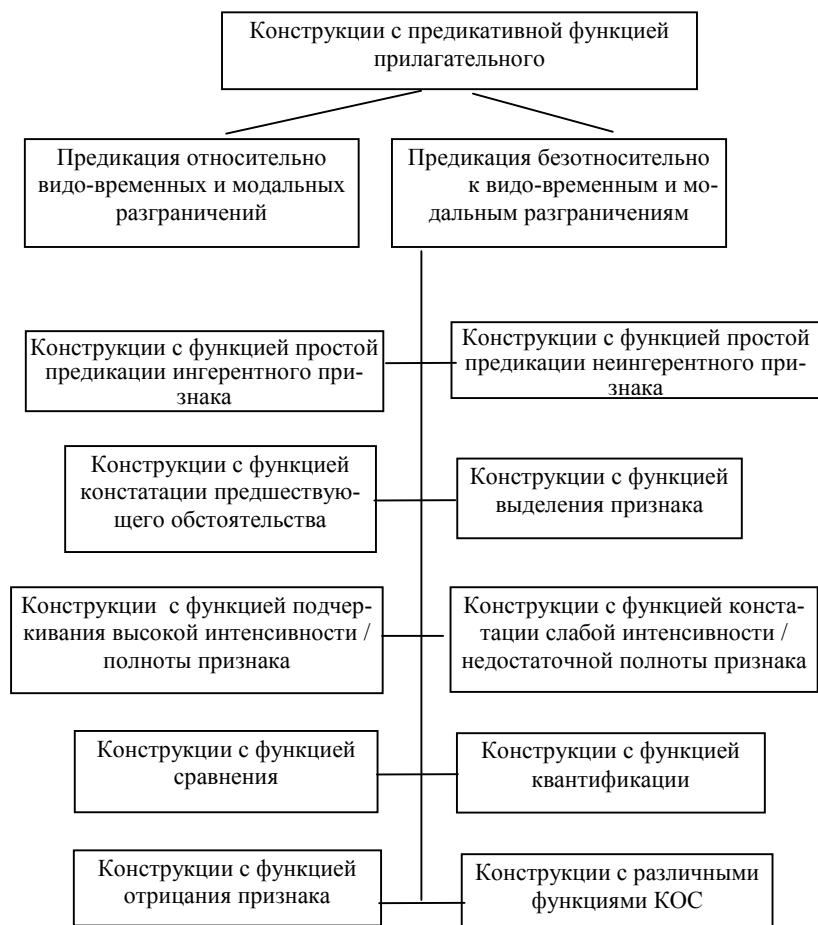 Конструкции с предикативной функцией
прилагательного
Предикация относительно
видо-временных и модальных
разграничений
Предикация безотносительно
к видо-временным и мо-
дальным разграничениям
Конструкции с функцией простой
предикации ингерентного при-
знака
Конструкции с функцией простой
предикации неингерентного при-
знака
Конструкции с функцией
констатации предшествую-
щего обстоятельства
Конструкции с функцией
выделения признака
Конструкции с функцией подчер-
кивания высокой интенсивности /
полноты признака
Конструкции с функцией конста-
тации слабой интенсивности /
недостаточной полноты признака
Конструкции с функцией
сравнения
Конструкции с функцией
квантификации
Конструкции с функцией
отрицания признака
Конструкции с различными
функциями КОС